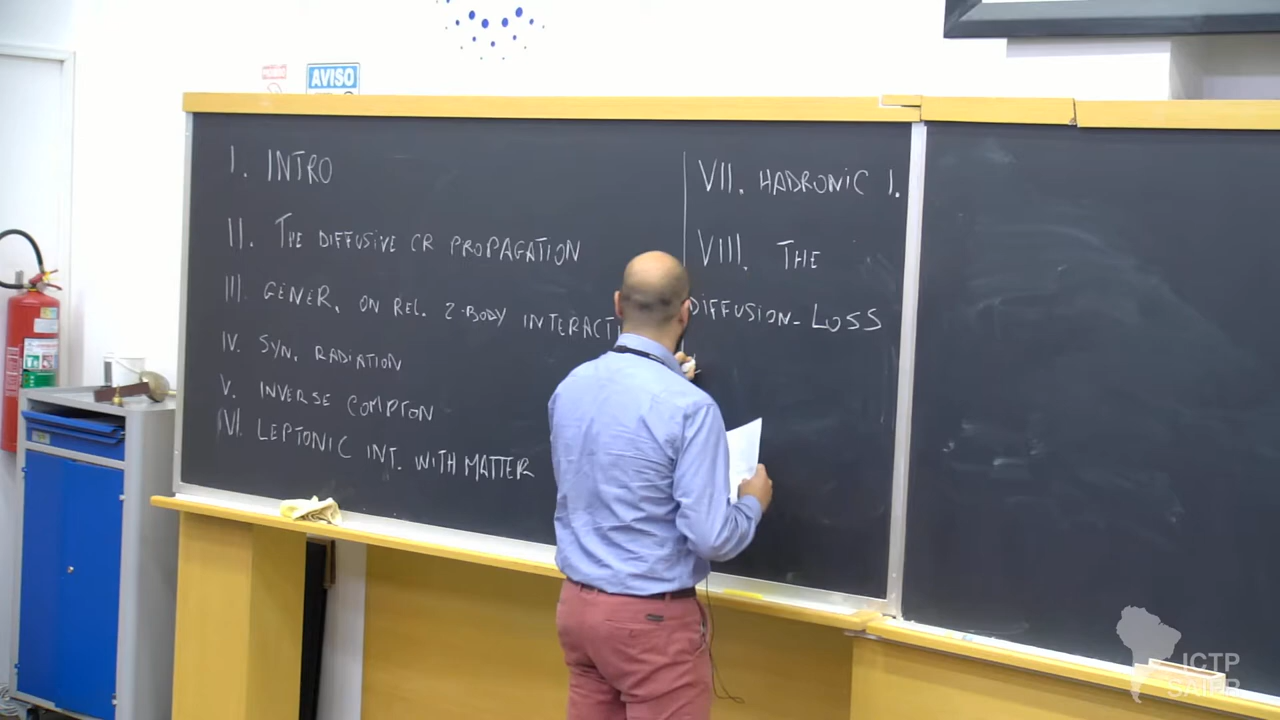 AVISO
I. INTRO
II. THE DIFFUSIVE CR PROPAGATION
III. GENER. ON REL. 2-BODY INTERACTI
IV. SYN. RADIATION
V. INVERSE COMPTON
VI. LEPTONIC INT. WITH MATTER
VII. HADRONIC I.
VIII. THE
DIFFUSION-LOSS
ICTP
SAIFR